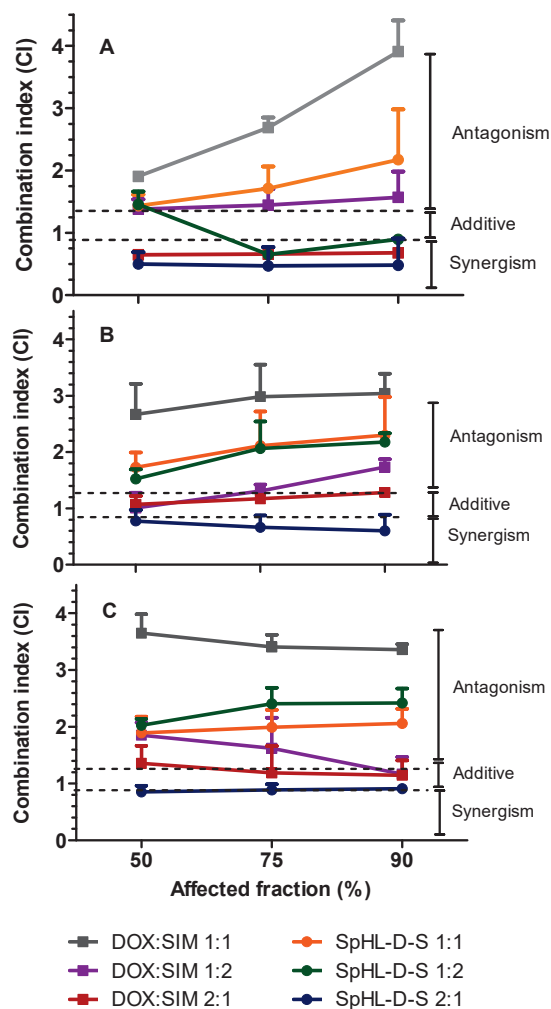 A
Combination index (CI)
4
3
2
1
0
Antagonism
Additive
Synergism
B
Combination index (CI)
4
3
2
1
0
Antagonism
Additive
Synergism
C
Combination index (CI)
4
3
2
1
0
Antagonism
Additive
Synergism
50 75 90
Affected fraction (%)
DOX:SIM 1:1 SpHL-D-S 1:1
DOX:SIM 1:2 SpHL-D-S 1:2
DOX:SIM 2:1 SpHL-D-S 2:1